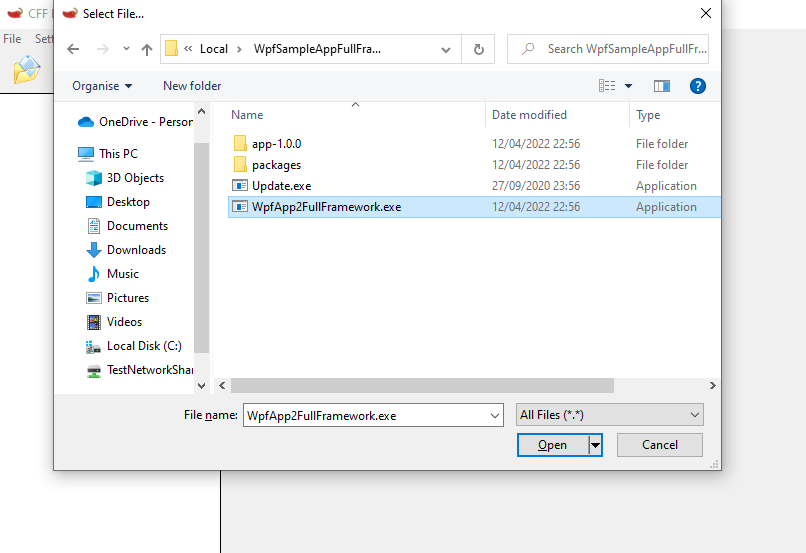 CFF E
Select File...
File
Sett
«
Local
WpfSampleAppFullFra...
Search WpfSampleAppFullFr...
Organise
New folder
OneDrive - Person
This PC
3D Objects
Desktop
Documents
Downloads
Music
Pictures
Videos
Local Disk (C:)
TestNetworkShar
Name Date modified Type
app-1.0.0 12/04/2022 22:56 File folder
packages 12/04/2022 22:56 File folder
Update.exe 27/09/2020 23:56 Application
WpfApp2FullFramework.exe 12/04/2022 22:56 Application
File name: WpfApp2FullFramework.exe All Files (*.*)
Open Cancel